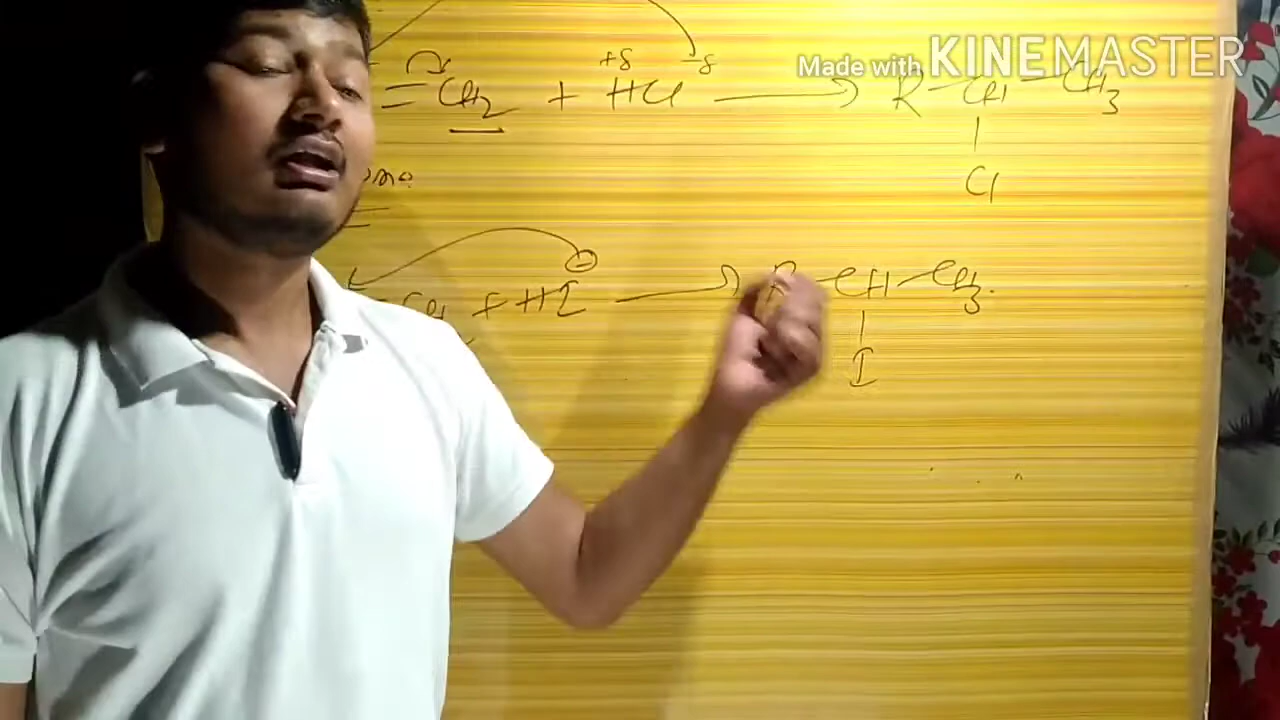 Made with KINEMASTER
+δ -δ
= CH₂ + HCl ⟶ R - CH - CH₃
|
Cl
⊖
+ HI ⟶ R - CH - CH₃.
|
I